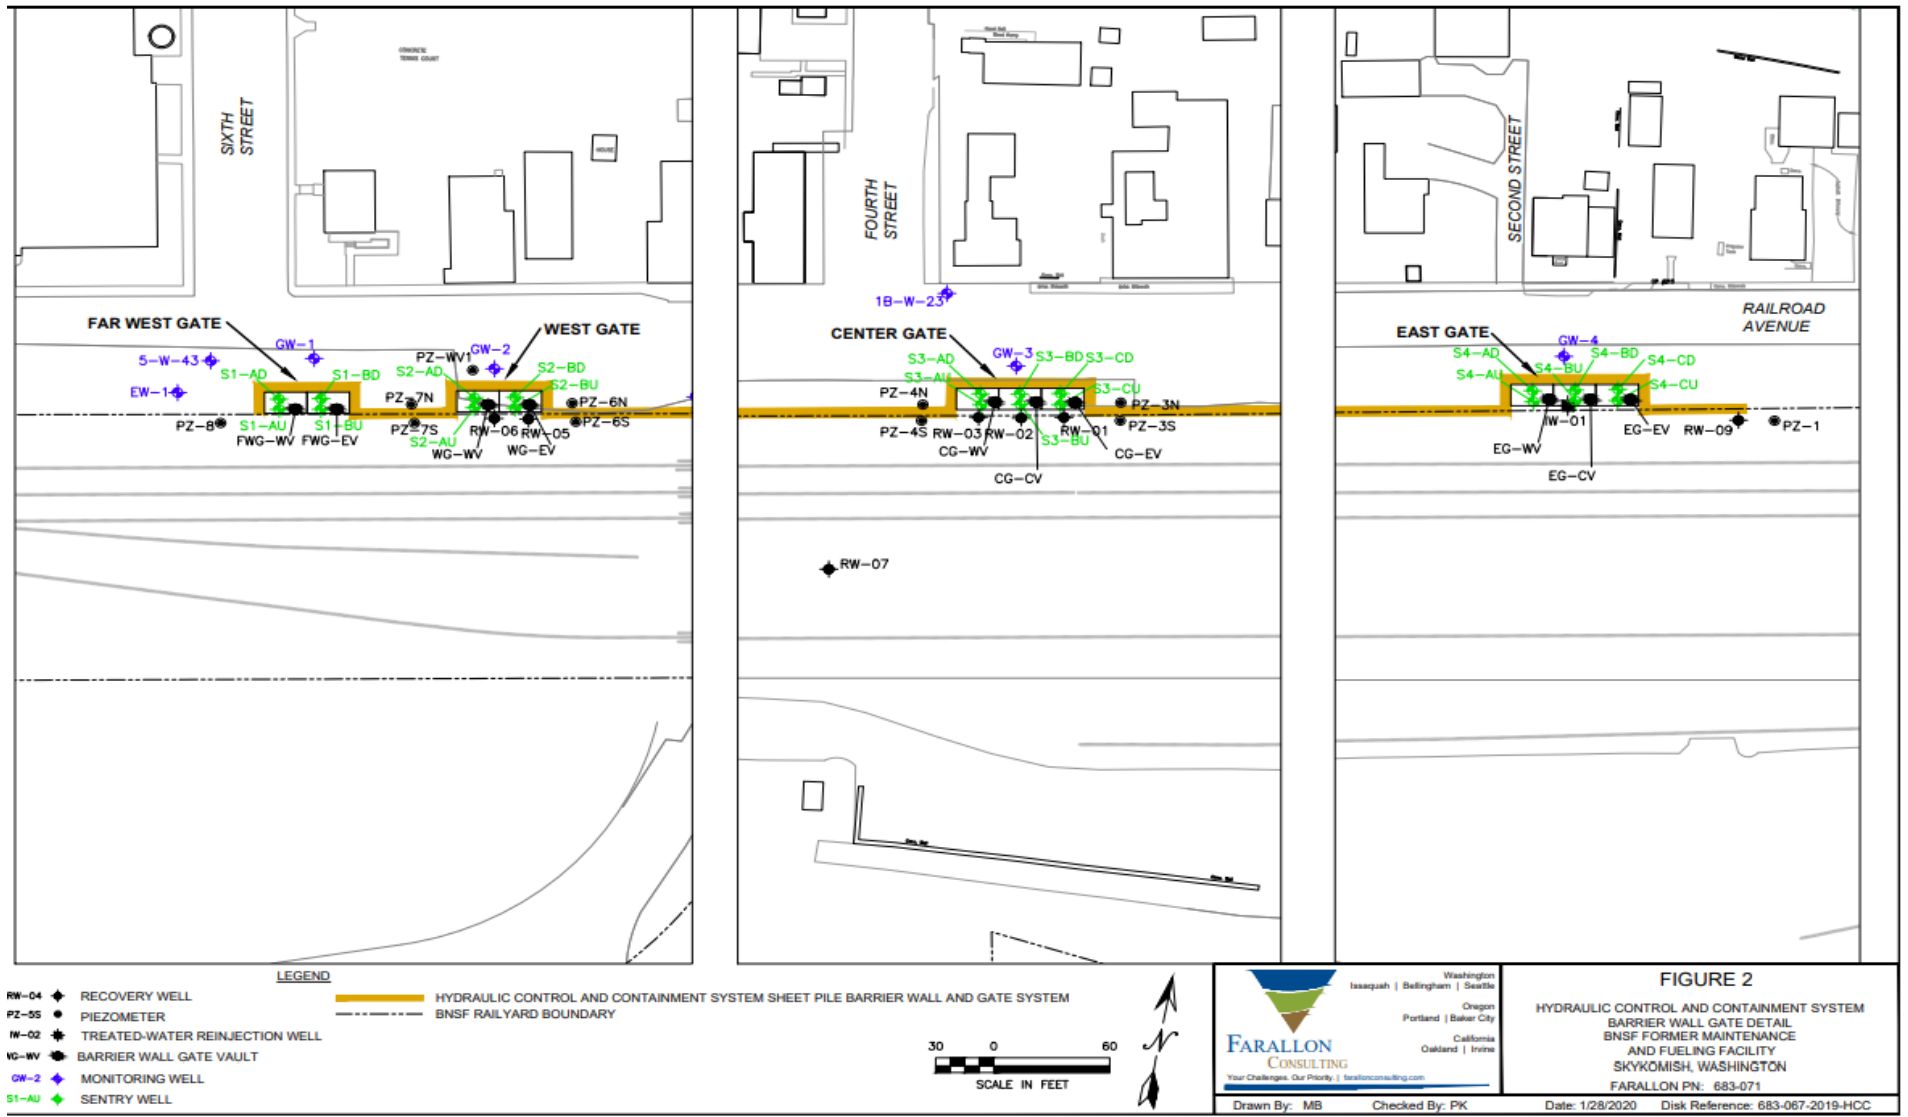 SIXTH
STREET
CONCRETE
TENNIS COURT
HOUSE
FOURTH
STREET
SECOND STREET
RAILROAD
AVENUE
FAR WEST GATE
WEST GATE
5-W-43
EW-1
GW-1
S1-AD
S1-BD
PZ-8
S1-AU
S1-BU
FWG-WV
FWG-EV
PZ-WV1
GW-2
S2-AD
S2-BD
S2-BU
PZ-7N
PZ-6N
PZ-7S
PZ-6S
S2-AU
RW-06
RW-05
WG-WV
WG-EV
1B-W-23
CENTER GATE
GW-3
S3-AD
S3-BD
S3-CD
S3-AU
S3-CU
PZ-4N
PZ-3N
PZ-4S
PZ-3S
RW-03
RW-02
RW-01
S3-BU
CG-WV
CG-EV
CG-CV
RW-07
EAST GATE
GW-4
S4-AD
S4-BD
S4-CD
S4-AU
S4-BU
S4-CU
IW-01
EG-EV
RW-09
PZ-1
EG-WV
EG-CV
LEGEND
RW-04 RECOVERY WELL
PZ-5S PIEZOMETER
IW-02 TREATED-WATER REINJECTION WELL
WG-WV BARRIER WALL GATE VAULT
GW-2 MONITORING WELL
S1-AU SENTRY WELL
HYDRAULIC CONTROL AND CONTAINMENT SYSTEM SHEET PILE BARRIER WALL AND GATE SYSTEM
BNSF RAILYARD BOUNDARY
30 0 60
SCALE IN FEET
N
Washington
Issaquah | Bellingham | Seattle
Oregon
Portland | Baker City
California
Oakland | Irvine
FARALLON
CONSULTING
Your Challenges. Our Priority. | farallonconsulting.com
Drawn By: MB Checked By: PK
FIGURE 2
HYDRAULIC CONTROL AND CONTAINMENT SYSTEM
BARRIER WALL GATE DETAIL
BNSF FORMER MAINTENANCE
AND FUELING FACILITY
SKYKOMISH, WASHINGTON
FARALLON PN: 683-071
Date: 1/28/2020 Disk Reference: 683-067-2019-HCC